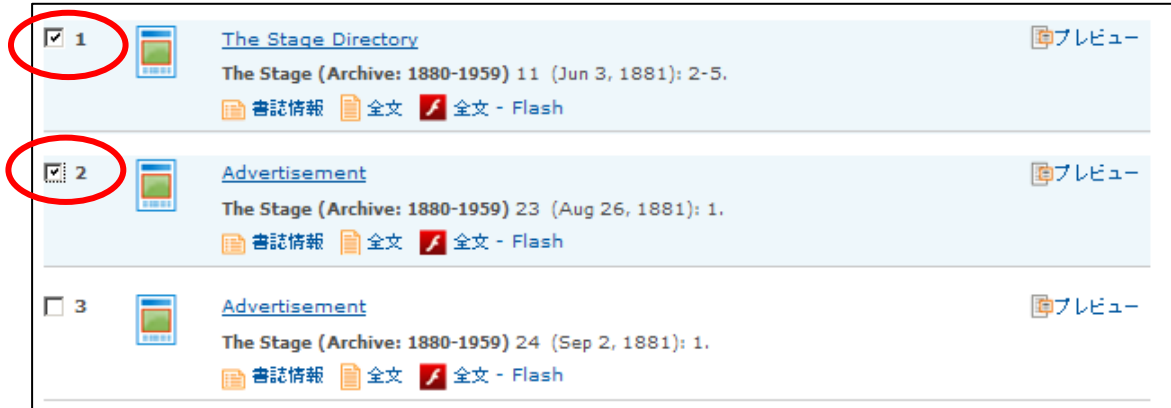 1 The Stage Directory プレビュー
The Stage (Archive: 1880-1959) 11 (Jun 3, 1881): 2-5.
書誌情報 全文 全文 - Flash
2 Advertisement プレビュー
The Stage (Archive: 1880-1959) 23 (Aug 26, 1881): 1.
書誌情報 全文 全文 - Flash
3 Advertisement プレビュー
The Stage (Archive: 1880-1959) 24 (Sep 2, 1881): 1.
書誌情報 全文 全文 - Flash